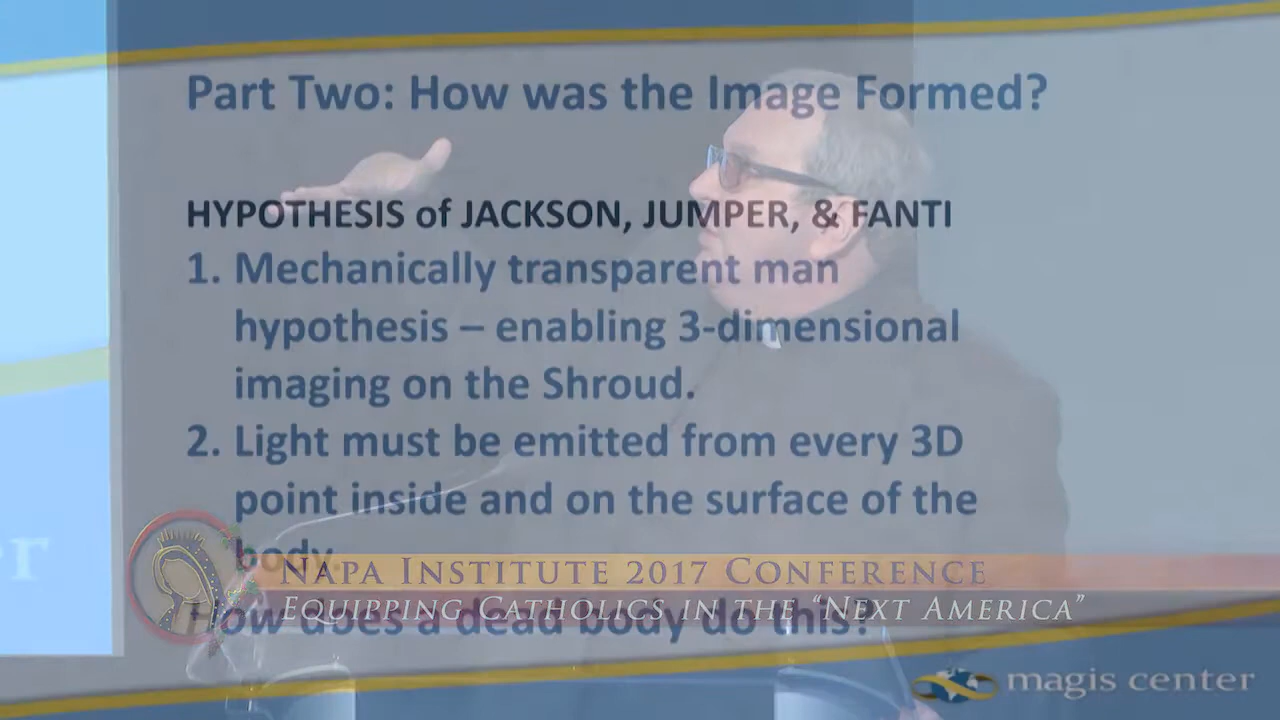 Part Two: How was the Image Formed?
HYPOTHESIS of JACKSON, JUMPER, & FANTI
1. Mechanically transparent man
hypothesis – enabling 3-dimensional
imaging on the Shroud.
2. Light must be emitted from every 3D
point inside and on the surface of the
body.
NAPA INSTITUTE 2017 CONFERENCE
EQUIPPING CATHOLICS IN THE “NEXT AMERICA”
How does a dead body do this?
er
magis center